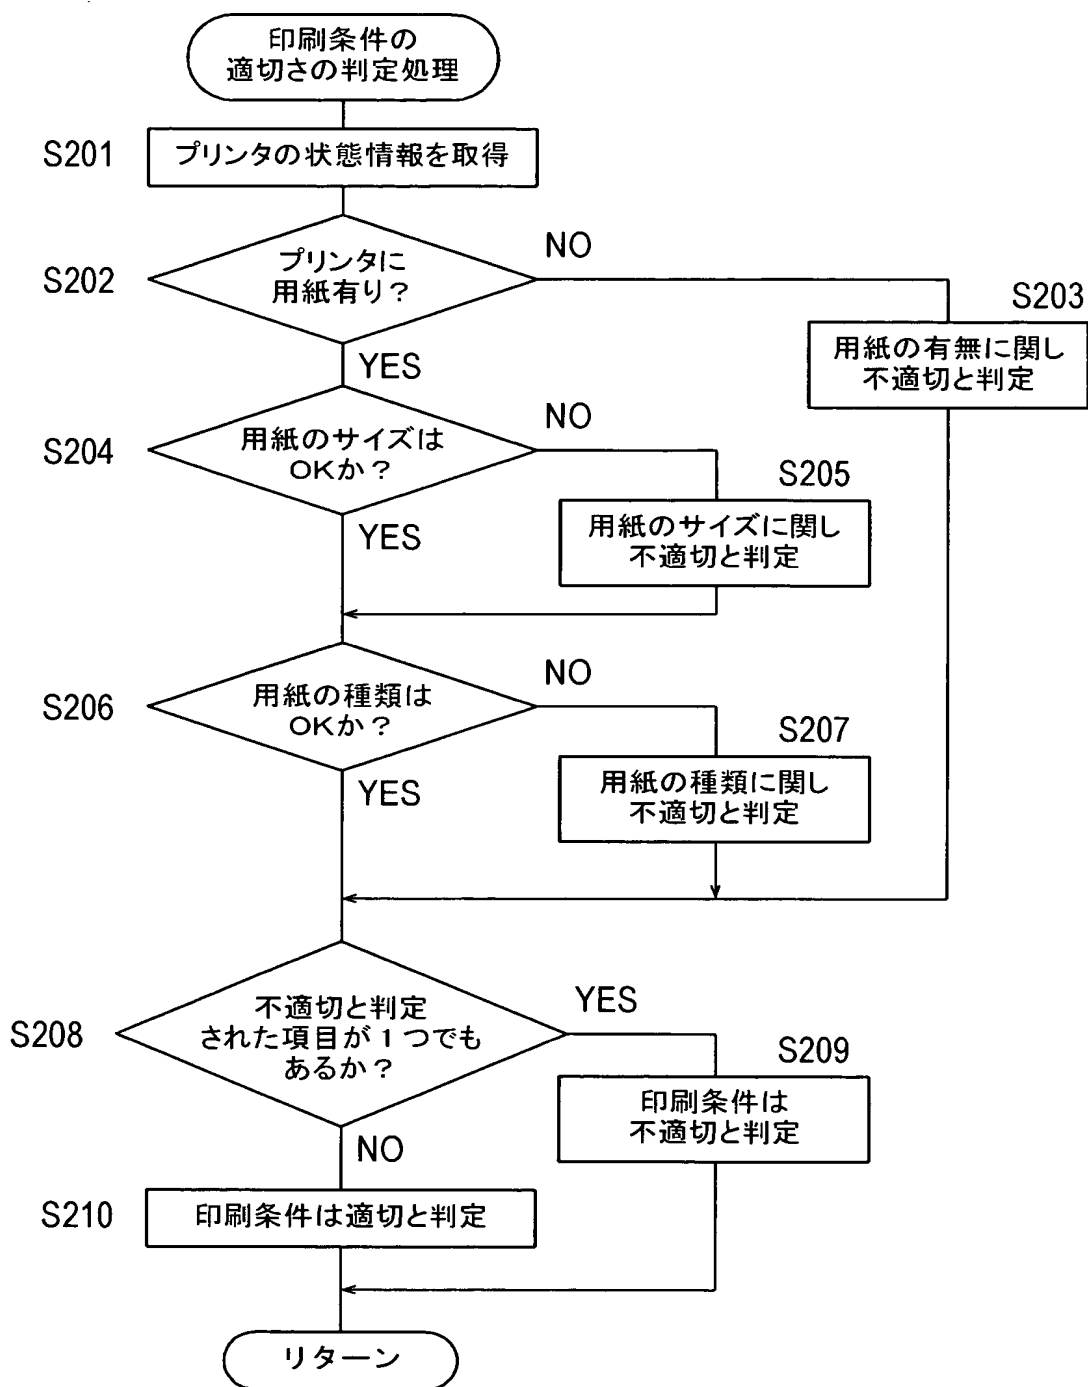 印刷条件の
適切さの判定処理
S201
プリンタの状態情報を取得
S202
プリンタに
用紙有り？
NO
YES
S203
用紙の有無に関し
不適切と判定
S204
用紙のサイズは
OKか？
NO
YES
S205
用紙のサイズに関し
不適切と判定
S206
用紙の種類は
OKか？
NO
YES
S207
用紙の種類に関し
不適切と判定
S208
不適切と判定
された項目が１つでも
あるか？
YES
NO
S209
印刷条件は
不適切と判定
S210
印刷条件は適切と判定
リターン